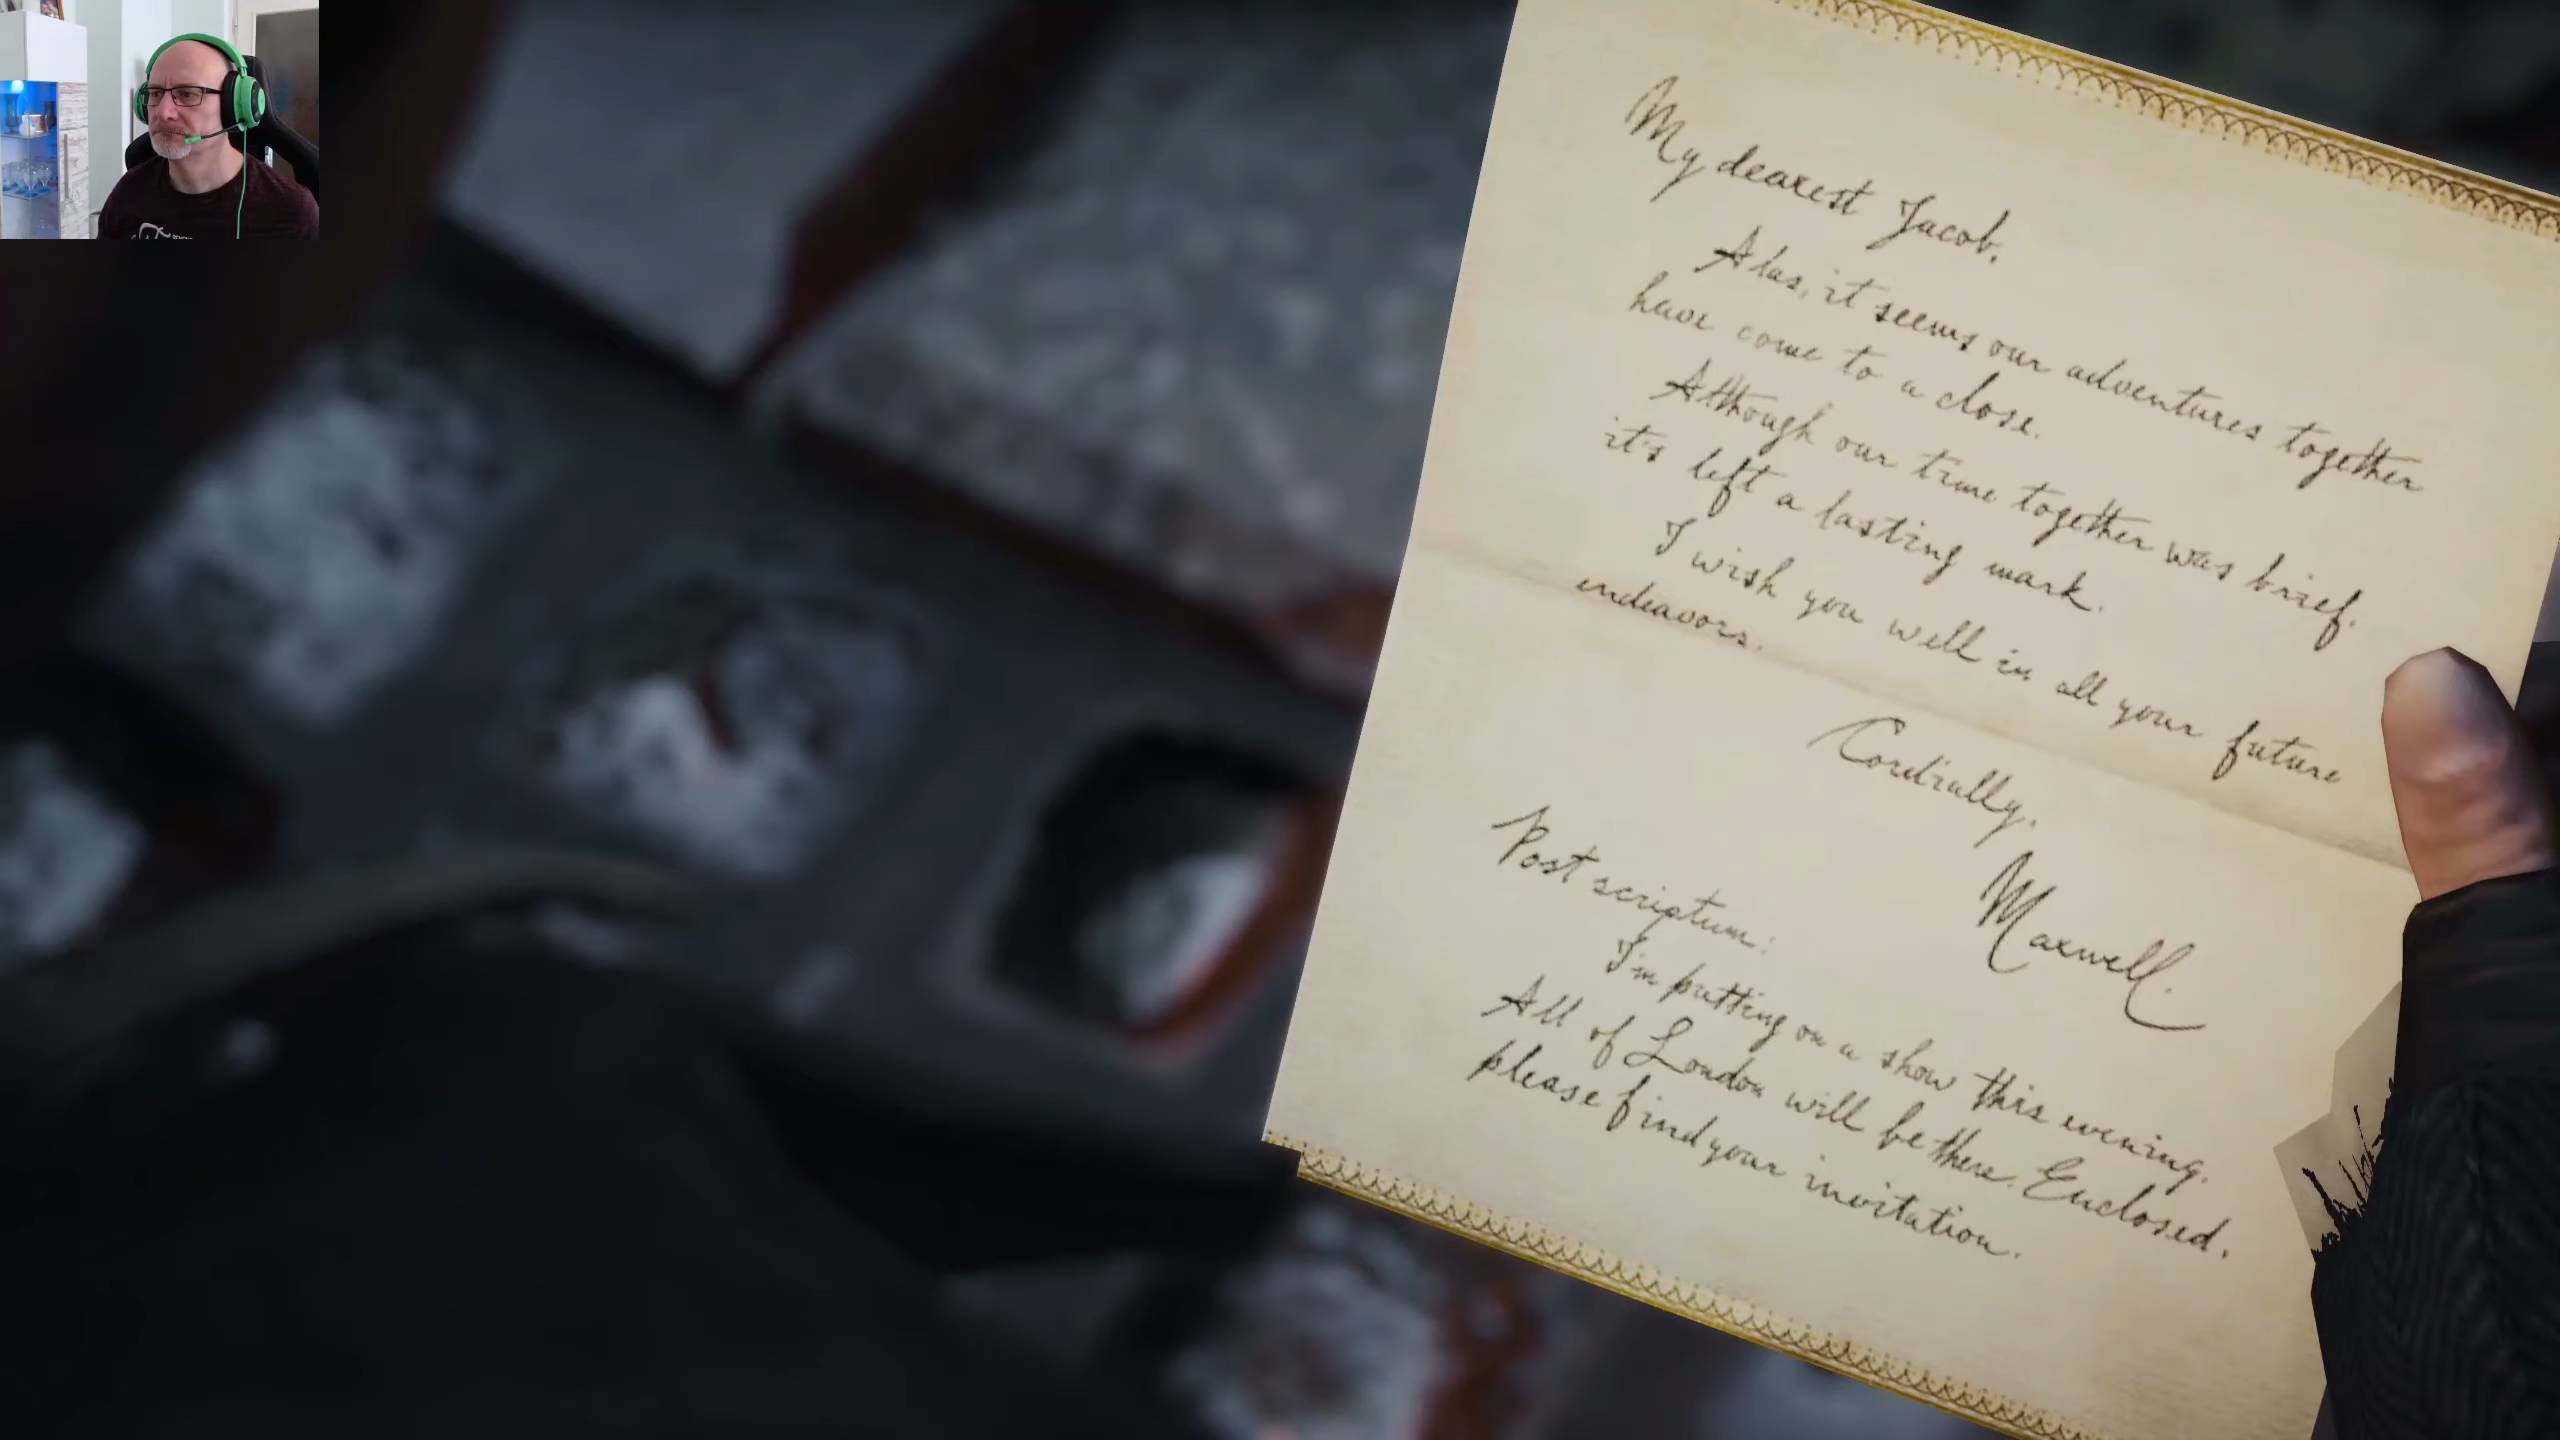 My dearest Jacob,
Alas, it seems our adventures together
have come to a close.
Although our time together was brief,
it's left a lasting mark.
I wish you well in all your future
endeavors.
Cordially,
Maxwell.
Post scriptum:
I'm putting on a show this evening.
All of London will be there. Enclosed,
please find your invitation.